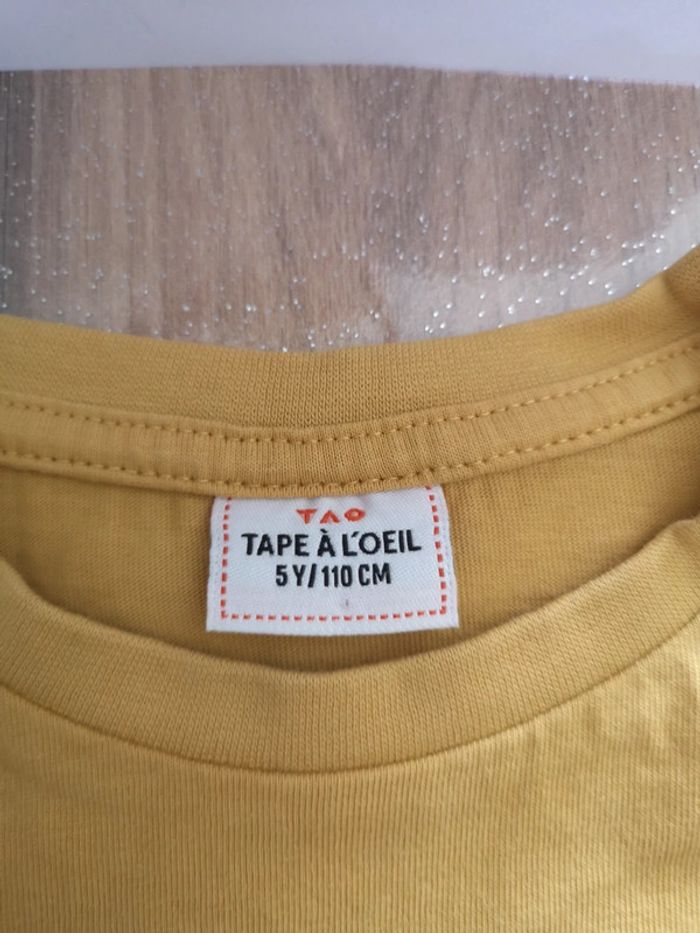 TAO
TAPE À L'OEIL
5 Y/110 CM